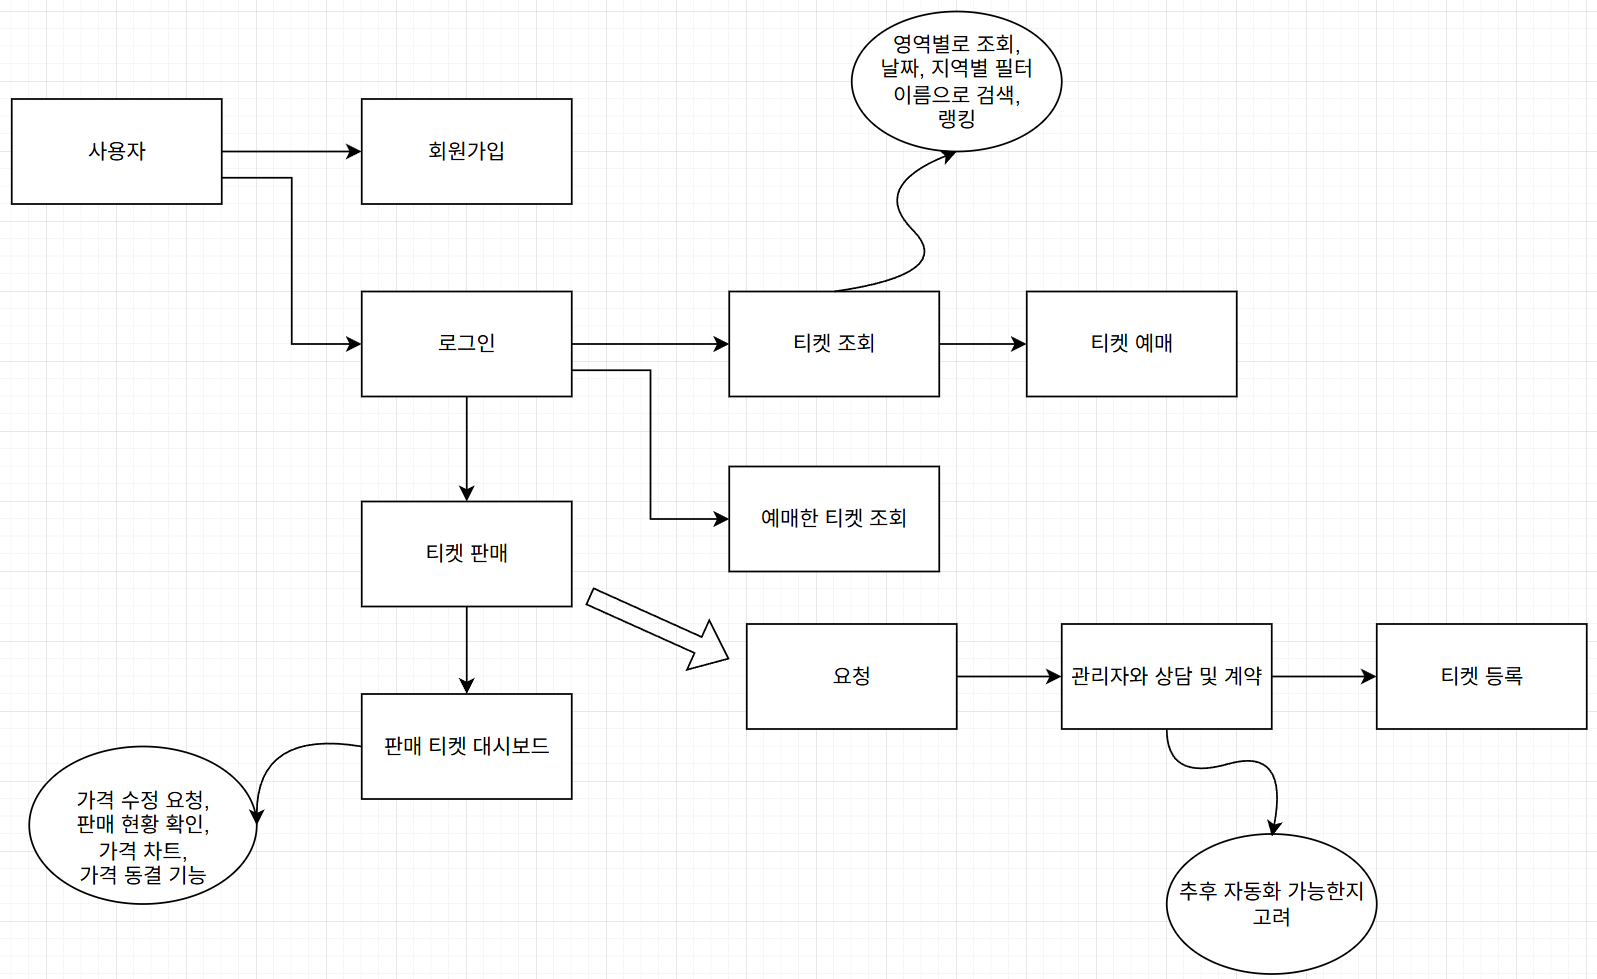 영역별로 조회,
날짜, 지역별 필터
이름으로 검색,
랭킹
사용자
회원가입
로그인
티켓 조회
티켓 예매
예매한 티켓 조회
티켓 판매
요청
관리자와 상담 및 계약
티켓 등록
판매 티켓 대시보드
가격 수정 요청,
판매 현황 확인,
가격 차트,
가격 동결 기능
추후 자동화 가능한지
고려